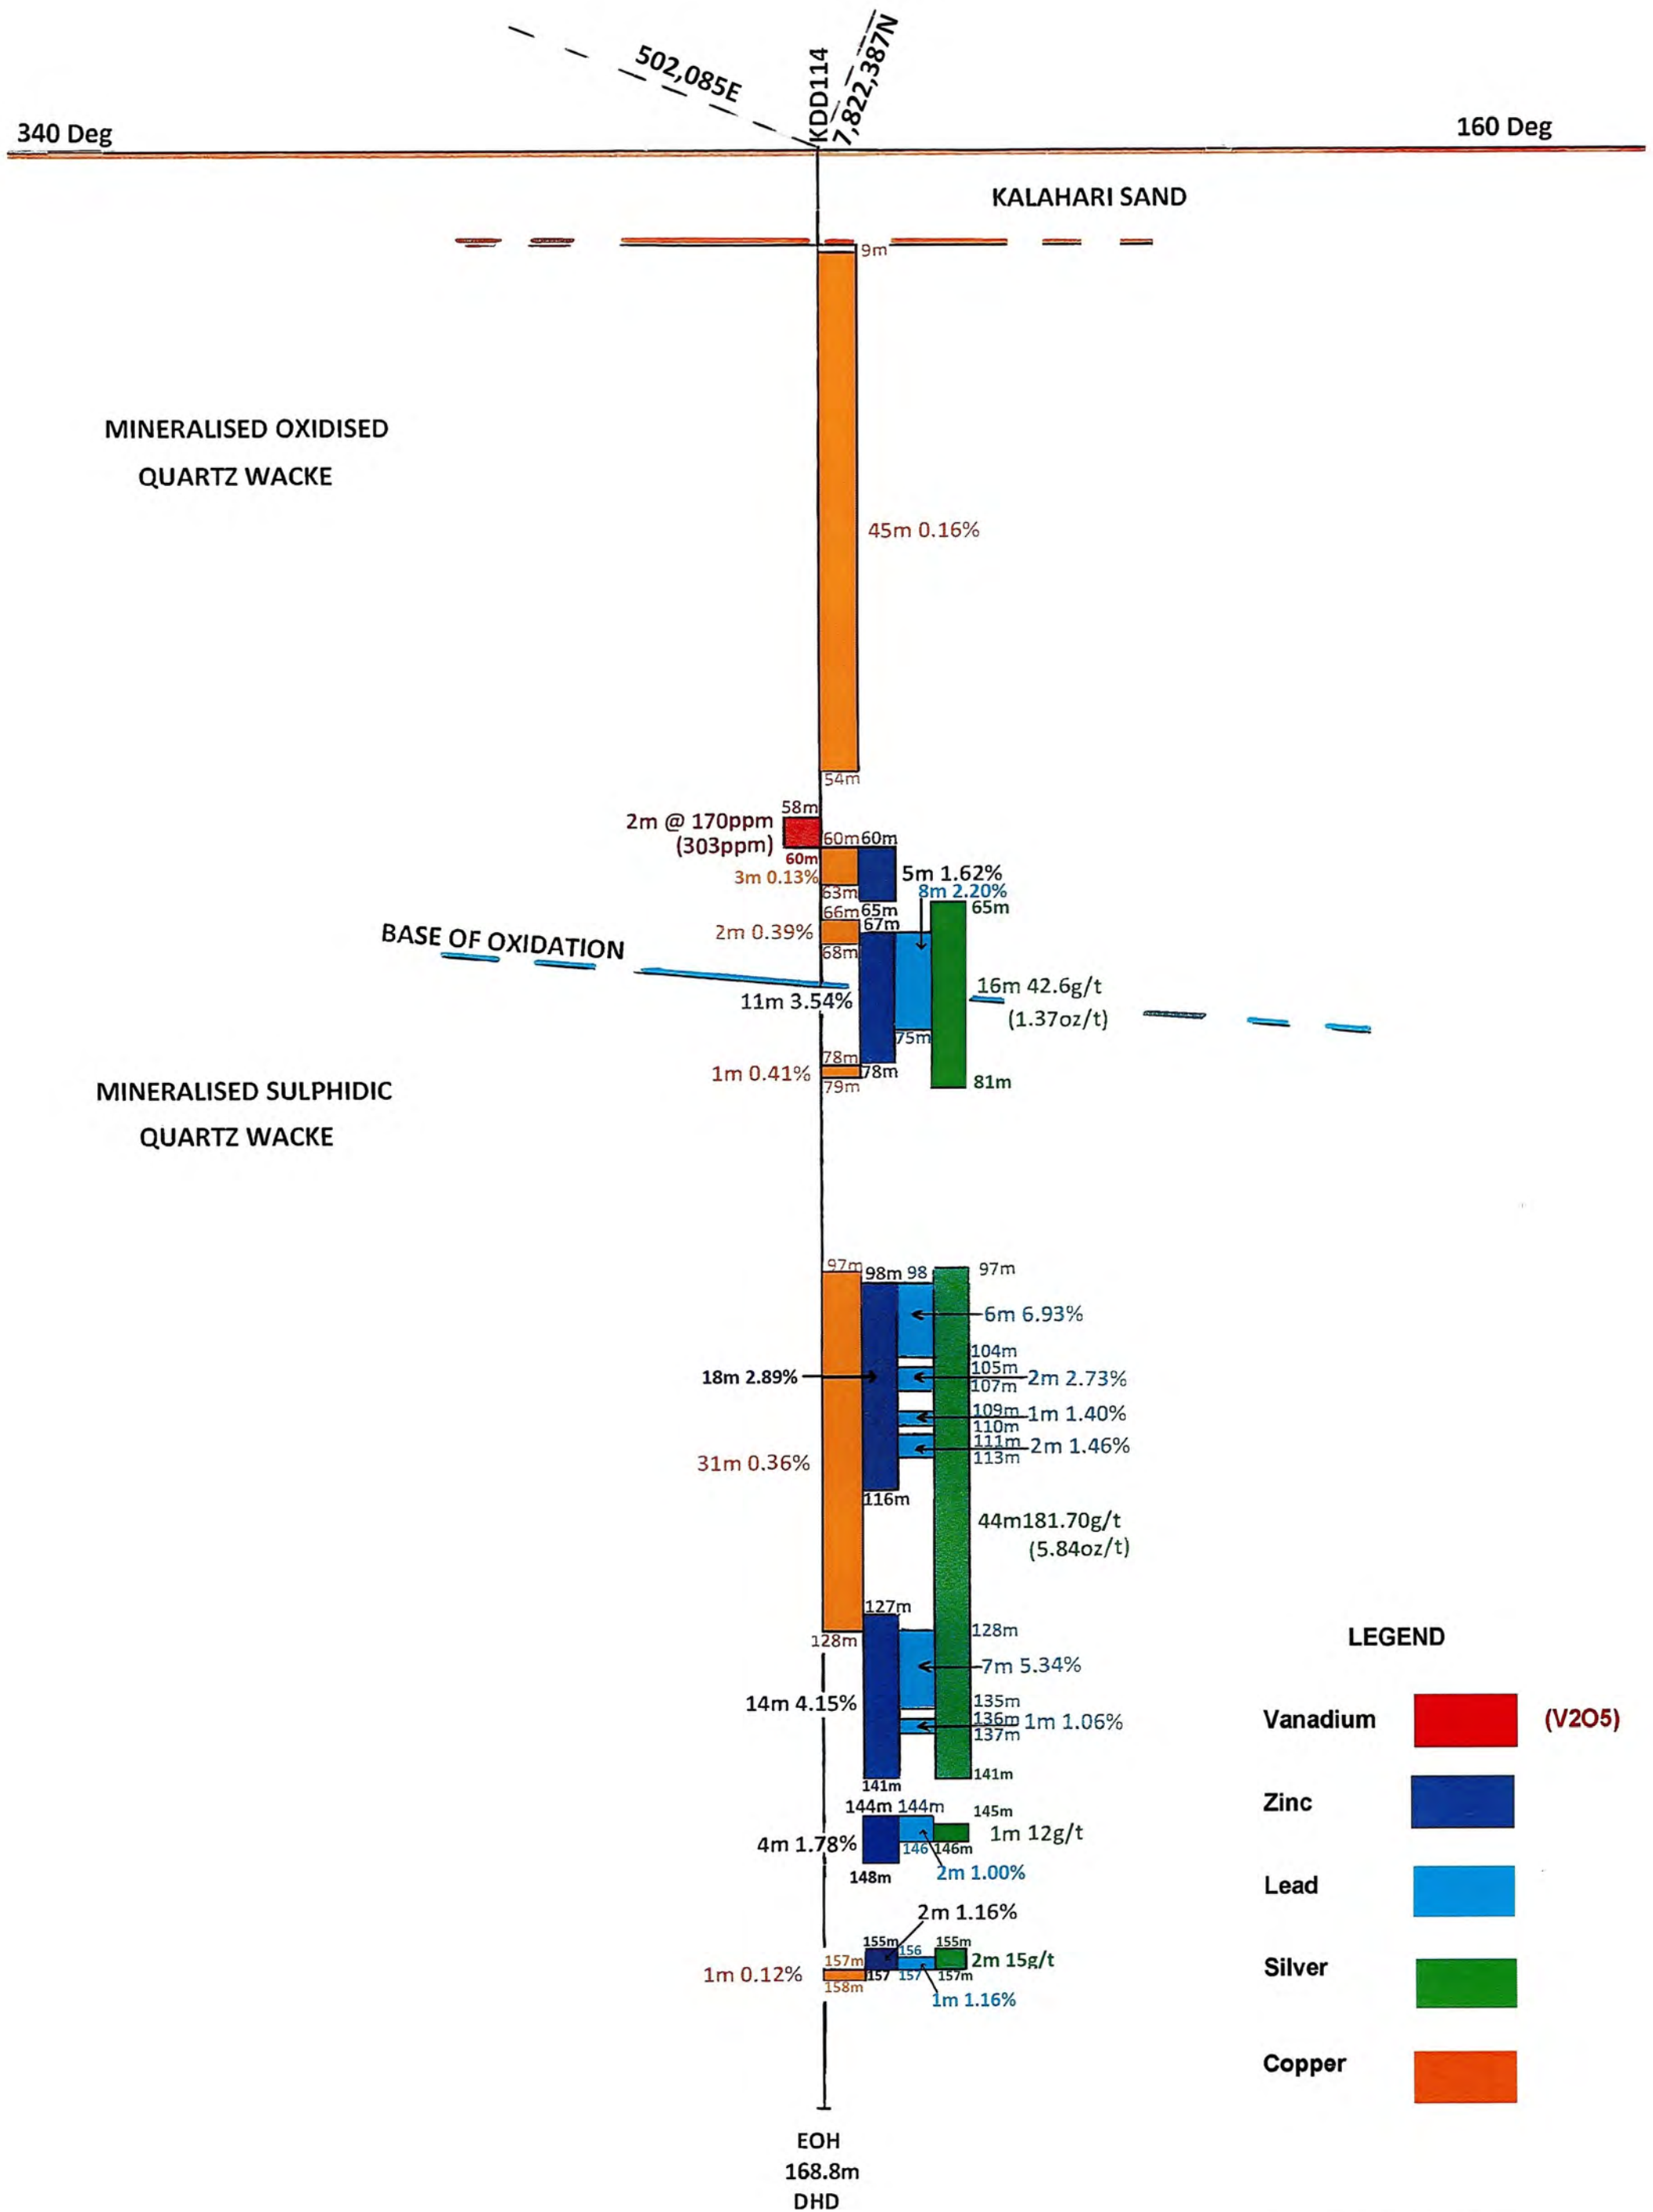 502,085E
KDD114
7,822,387N
340 Deg
160 Deg
KALAHARI SAND
9m
MINERALISED OXIDISED
QUARTZ WACKE
45m 0.16%
54m
58m
2m @ 170ppm
(303ppm)
60m
60m
60m
3m 0.13%
63m
5m 1.62%
8m 2.20%
66m
65m
65m
67m
2m 0.39%
68m
BASE OF OXIDATION
11m 3.54%
16m 42.6g/t
(1.37oz/t)
75m
78m
78m
1m 0.41%
79m
81m
MINERALISED SULPHIDIC
QUARTZ WACKE
97m
98m
98
97m
6m 6.93%
104m
105m
18m 2.89%
2m 2.73%
107m
109m
1m 1.40%
110m
111m
2m 1.46%
113m
31m 0.36%
116m
44m181.70g/t
(5.84oz/t)
127m
128m
128m
7m 5.34%
14m 4.15%
135m
136m
1m 1.06%
137m
141m
141m
144m
144m
145m
1m 12g/t
4m 1.78%
146
146m
148m
2m 1.00%
2m 1.16%
155m
156
155m
157m
2m 15g/t
1m 0.12%
157
157
157m
158m
1m 1.16%
EOH
168.8m
DHD
LEGEND
Vanadium
(V2O5)
Zinc
Lead
Silver
Copper